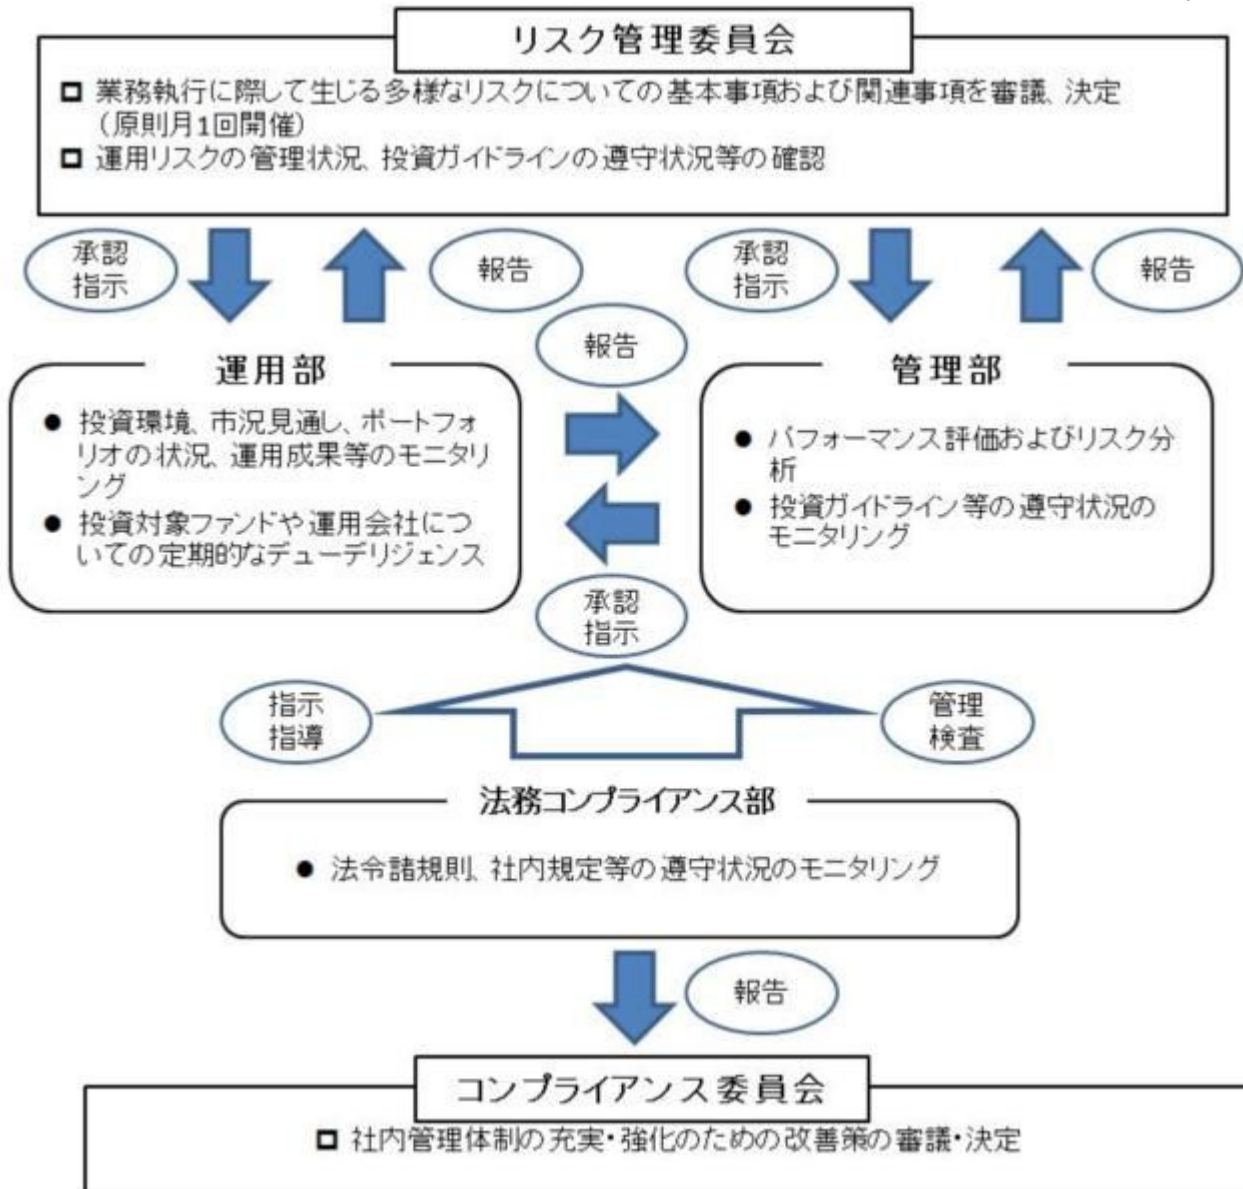 リスク管理委員会
業務執行に際して生じる多様なリスクについての基本事項および関連事項を審議、決定
（原則月1回開催）
運用リスクの管理状況、投資ガイドラインの遵守状況等の確認
承認
指示
報告
承認
指示
報告
報告
運用部
投資環境、市況見通し、ポートフォ
リオの状況、運用成果等のモニタリ
ング
投資対象ファンドや運用会社につ
いての定期的なデューデリジェンス
管理部
パフォーマンス評価およびリスク分
析
投資ガイドライン等の遵守状況の
モニタリング
承認
指示
指示
指導
管理
検査
法務コンプライアンス部
法令諸規則、社内規定等の遵守状況のモニタリング
報告
コンプライアンス委員会
社内管理体制の充実・強化のための改善策の審議・決定